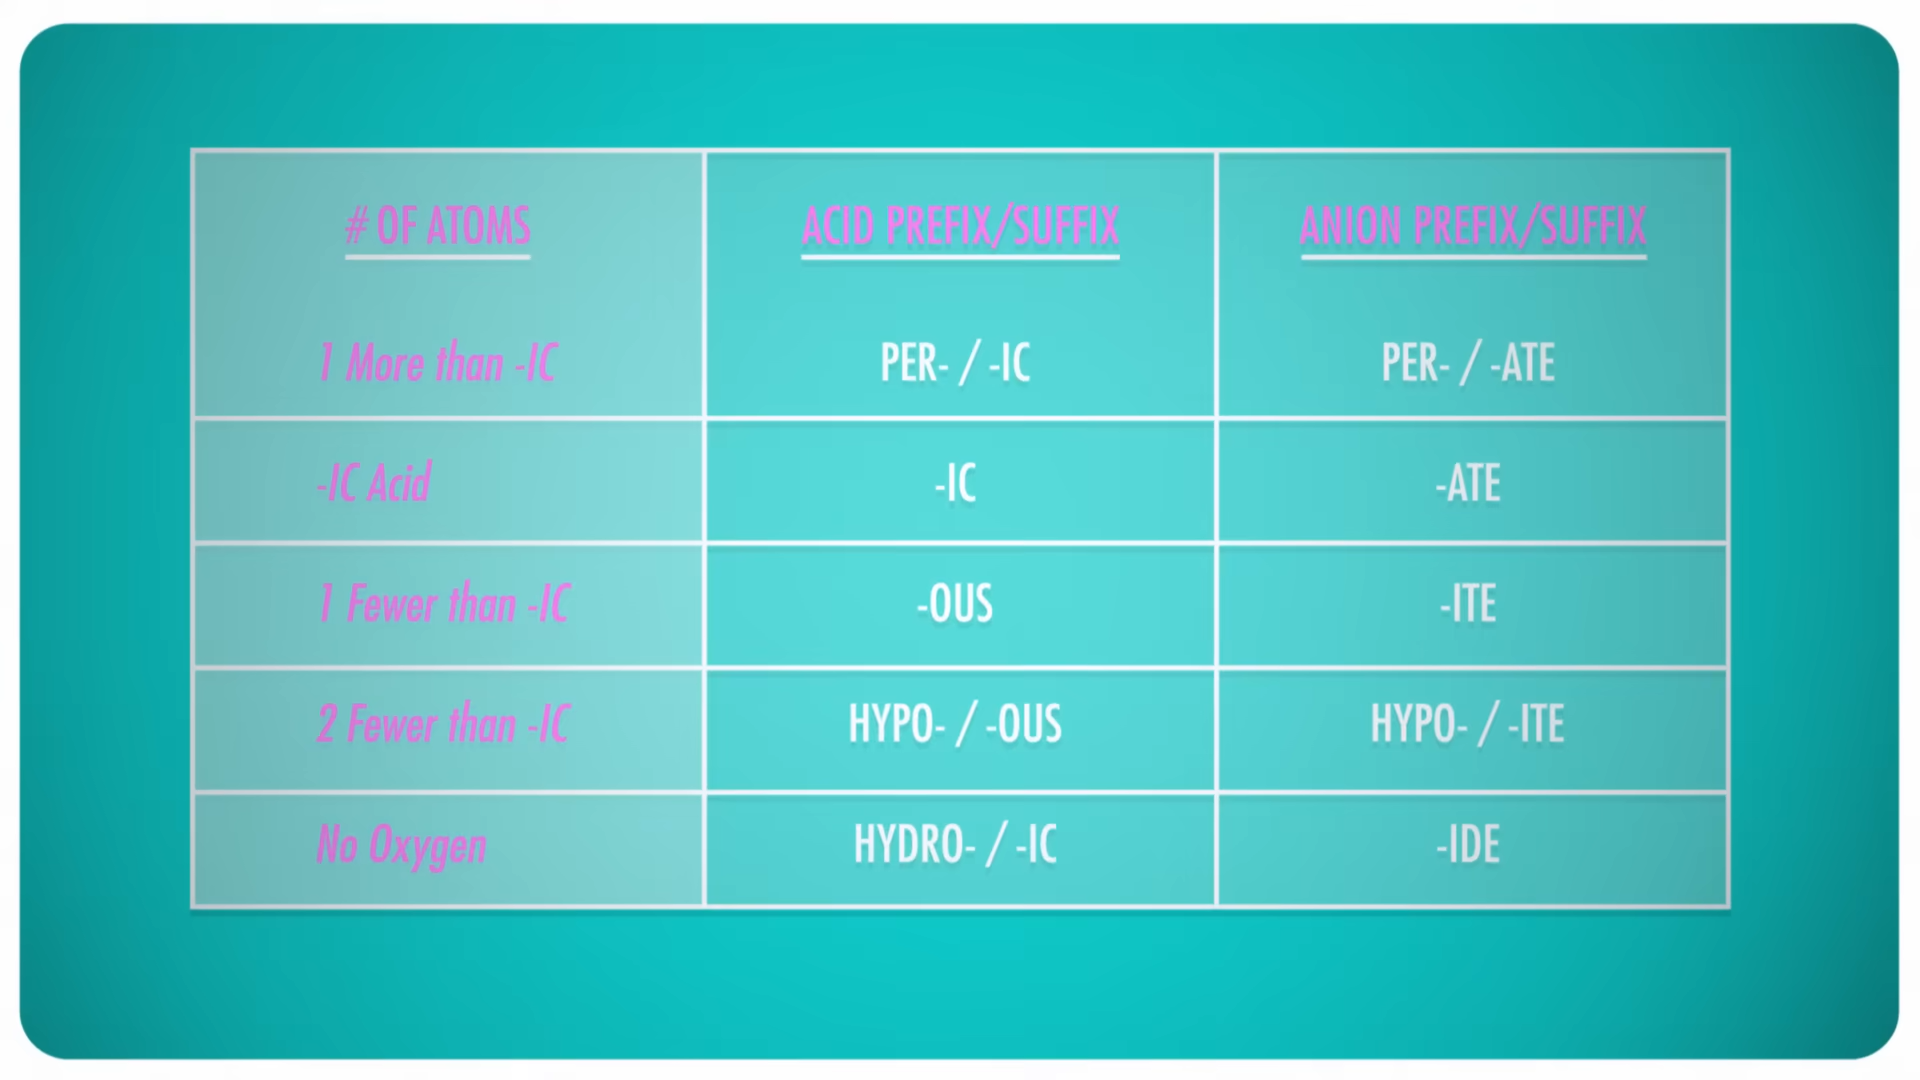 # OF ATOMS ACID PREFIX/SUFFIX ANION PREFIX/SUFFIX
1 More than -IC PER- / -IC PER- / -ATE
-IC Acid -IC -ATE
1 Fewer than -IC -OUS -ITE
2 Fewer than -IC HYPO- / -OUS HYPO- / -ITE
No Oxygen HYDRO- / -IC -IDE